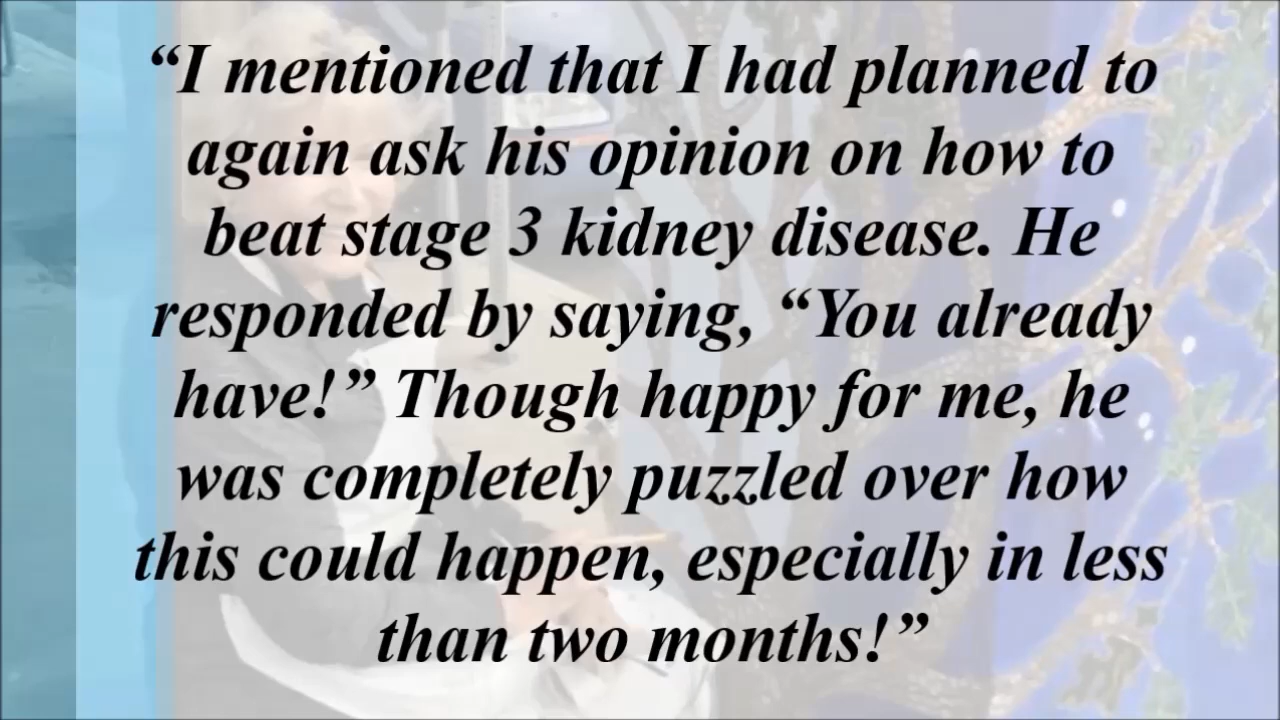 “I mentioned that I had planned to
again ask his opinion on how to
beat stage 3 kidney disease. He
responded by saying, “You already
have!” Though happy for me, he
was completely puzzled over how
this could happen, especially in less
than two months!”